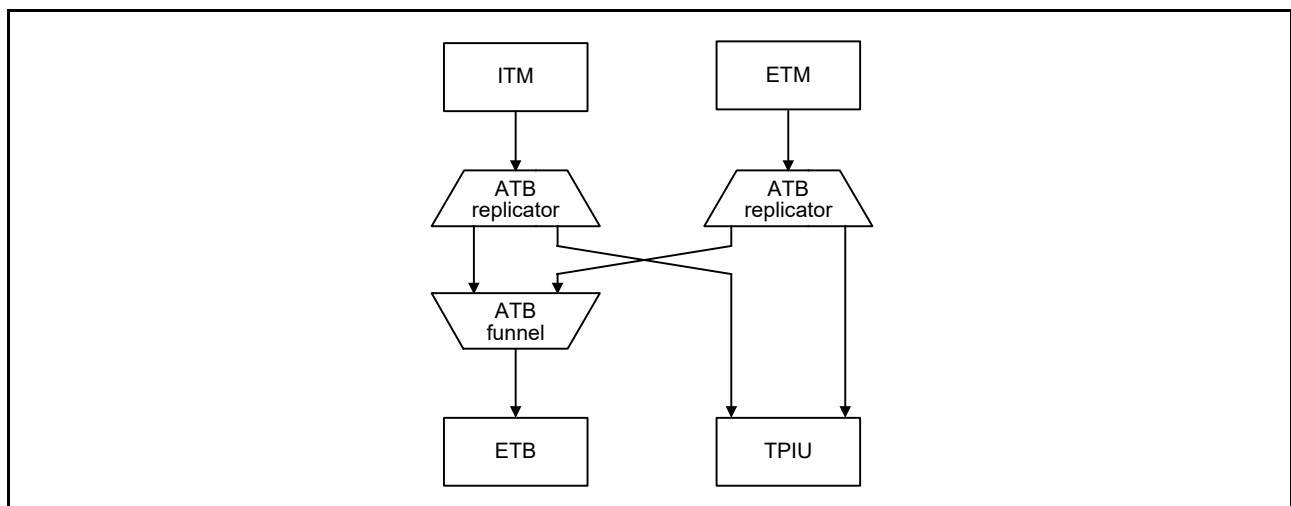 ITM
ETM
ATB
replicator
ATB
replicator
ATB
funnel
ETB
TPIU